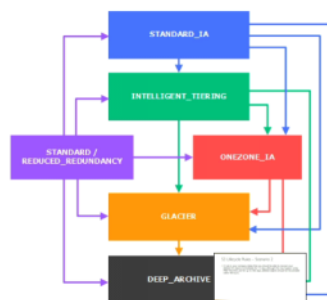 STANDARD_IA
INTELLIGENT_TIERING
STANDARD /
REDUCED_REDUNDANCY
ONEZONE_IA
GLACIER
DEEP_ARCHIVE